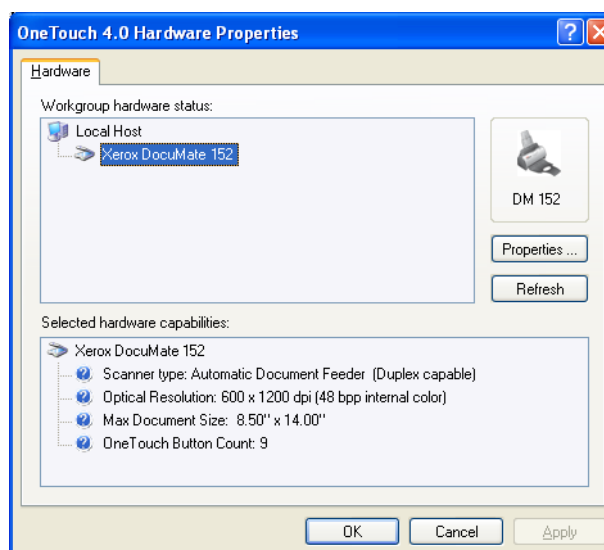 OneTouch 4.0 Hardware Properties
Hardware
Workgroup hardware status:
Local Host
Xerox DocuMate 152
DM 152
Properties ...
Refresh
Selected hardware capabilities:
Xerox DocuMate 152
Scanner type: Automatic Document Feeder (Duplex capable)
Optical Resolution: 600 x 1200 dpi (48 bpp internal color)
Max Document Size: 8.50'' x 14.00''
OneTouch Button Count: 9
OK Cancel Apply